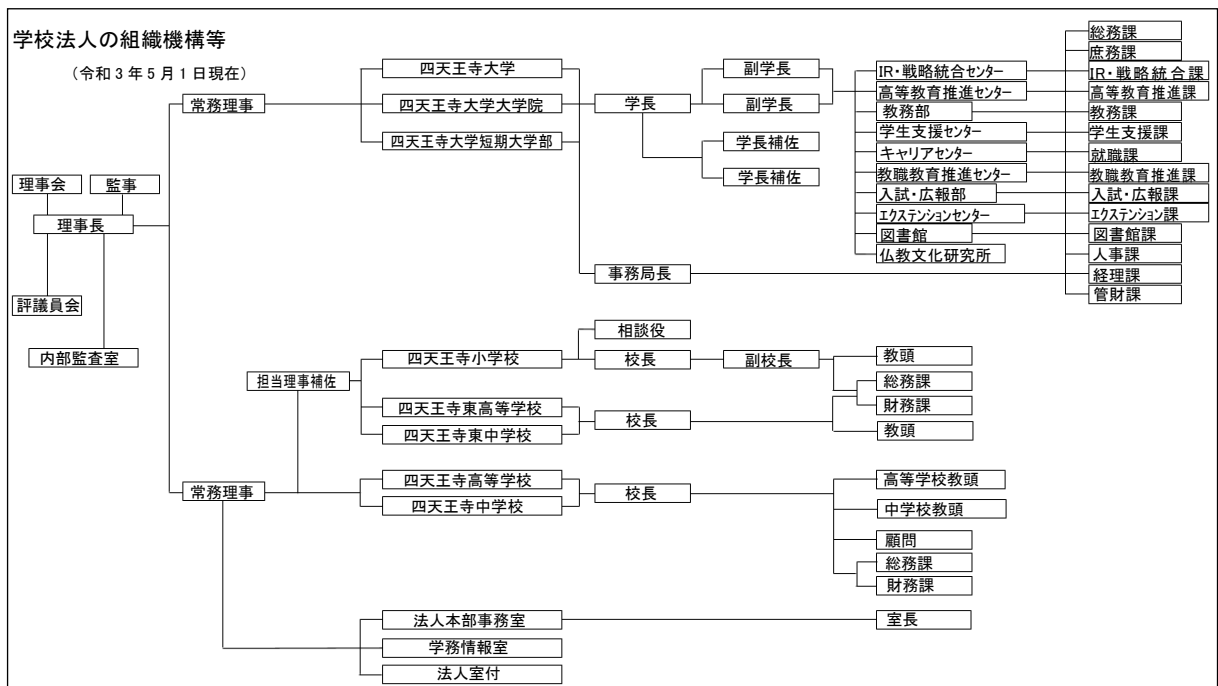 学校法人の組織機構等
（令和3年5月1日現在）
理事会
監事
理事長
評議員会
内部監査室
常務理事
四天王寺大学
四天王寺大学大学院
四天王寺大学短期大学部
学長
副学長
副学長
学長補佐
学長補佐
IR・戦略統合センター
高等教育推進センター
教務部
学生支援センター
キャリアセンター
教職教育推進センター
入試・広報部
エクステンションセンター
図書館
仏教文化研究所
事務局長
総務課
庶務課
IR・戦略統合課
高等教育推進課
教務課
学生支援課
就職課
教職教育推進課
入試・広報課
エクステンション課
図書館課
人事課
経理課
管財課
常務理事
担当理事補佐
四天王寺小学校
相談役
校長
副校長
教頭
総務課
財務課
四天王寺東高等学校
四天王寺東中学校
校長
教頭
四天王寺高等学校
四天王寺中学校
校長
高等学校教頭
中学校教頭
顧問
総務課
財務課
法人本部事務室
室長
学務情報室
法人室付